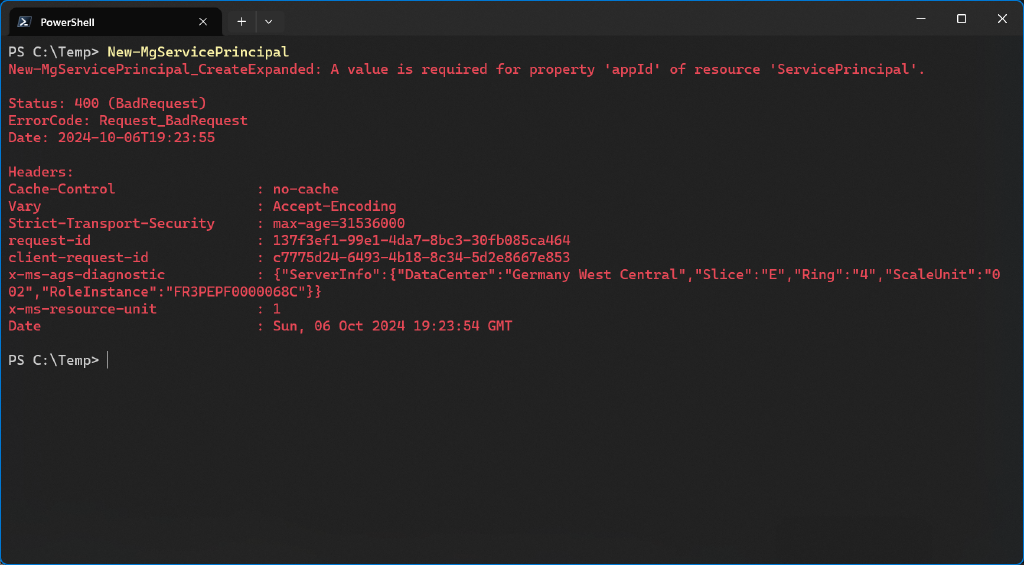 PowerShell
PS C:\Temp> New-MgServicePrincipal
New-MgServicePrincipal_CreateExpanded: A value is required for property 'appId' of resource 'ServicePrincipal'.
Status: 400 (BadRequest)
ErrorCode: Request_BadRequest
Date: 2024-10-06T19:23:55
Headers:
Cache-Control : no-cache
Vary : Accept-Encoding
Strict-Transport-Security : max-age=31536000
request-id : 137f3ef1-99e1-4da7-8bc3-30fb085ca464
client-request-id : c7775d24-6493-4b18-8c34-5d2e8667e853
x-ms-ags-diagnostic : {"ServerInfo":{"DataCenter":"Germany West Central","Slice":"E","Ring":"4","ScaleUnit":"0
02","RoleInstance":"FR3PEPF0000068C"}}
x-ms-resource-unit : 1
Date : Sun, 06 Oct 2024 19:23:54 GMT
PS C:\Temp>